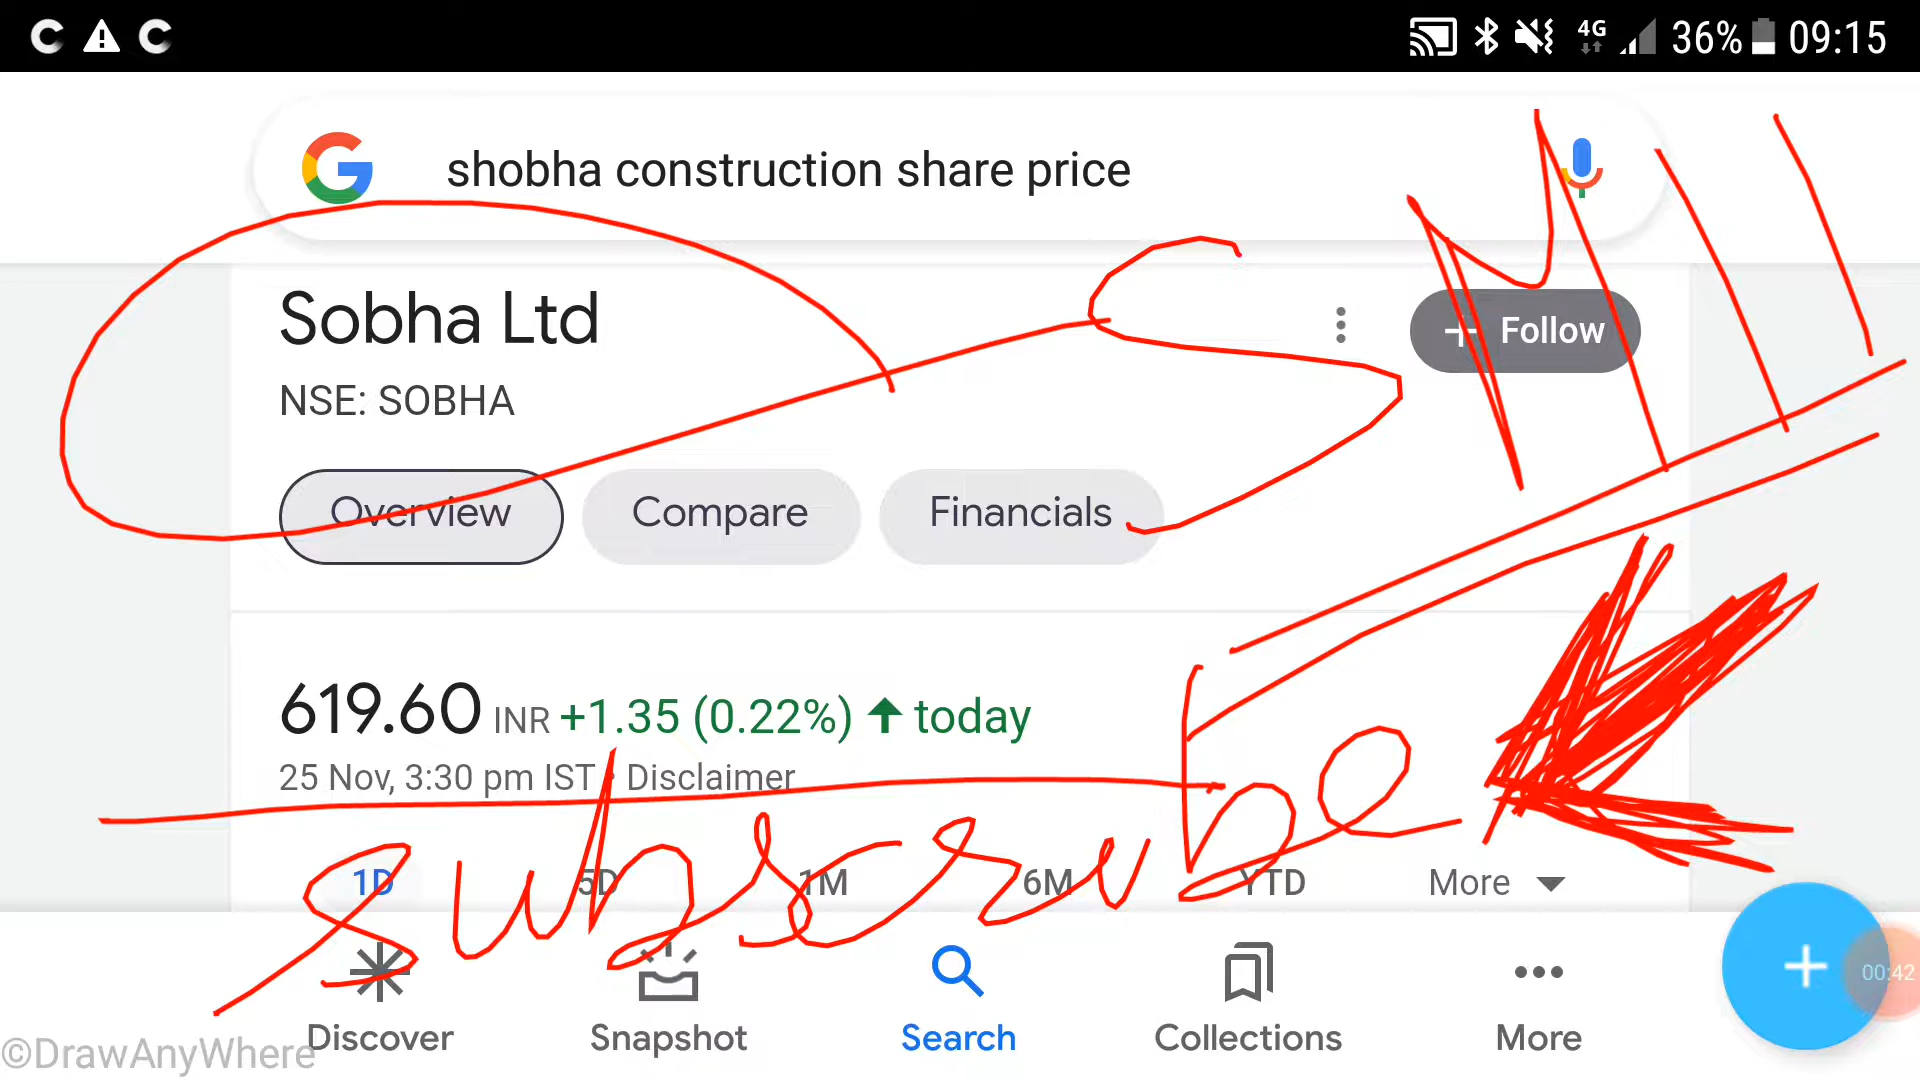 36% 09:15
4G
shobha construction share price
Sobha Ltd
Follow
NSE: SOBHA
Overview Compare Financials
619.60 INR +1.35 (0.22%) today
25 Nov, 3:30 pm IST · Disclaimer
subscribe
1D 5D 1M 6M YTD More
00:42
Discover Snapshot Search Collections More
©DrawAnyWhere